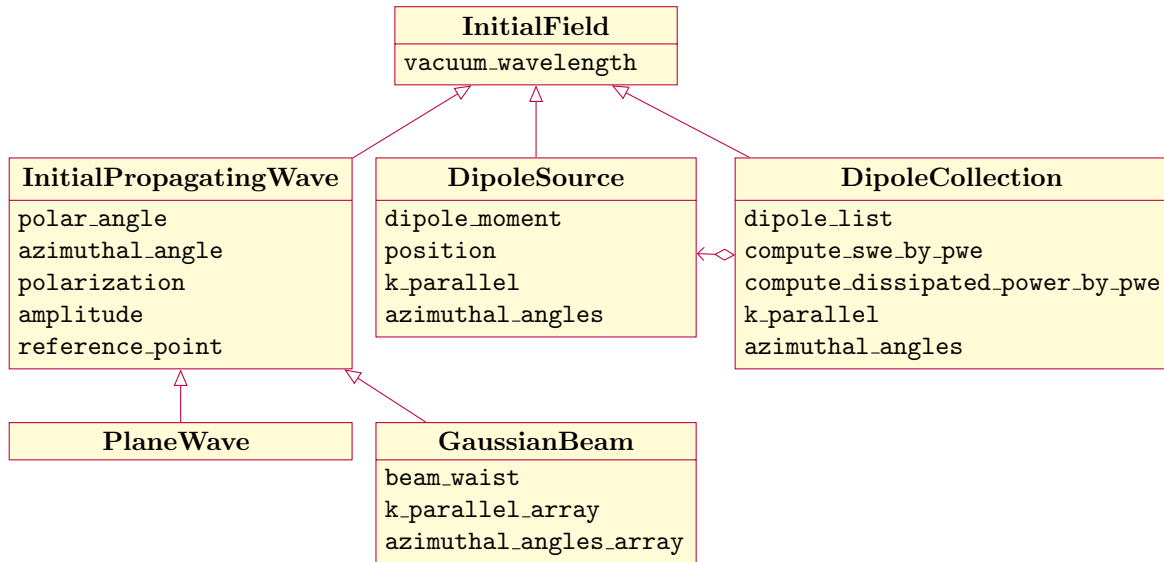 InitialField
vacuum_wavelength
InitialPropagatingWave
polar_angle
azimuthal_angle
polarization
amplitude
reference_point
DipoleSource
dipole_moment
position
k_parallel
azimuthal_angles
DipoleCollection
dipole_list
compute_swe_by_pwe
compute_dissipated_power_by_pwe
k_parallel
azimuthal_angles
PlaneWave
GaussianBeam
beam_waist
k_parallel_array
azimuthal_angles_array